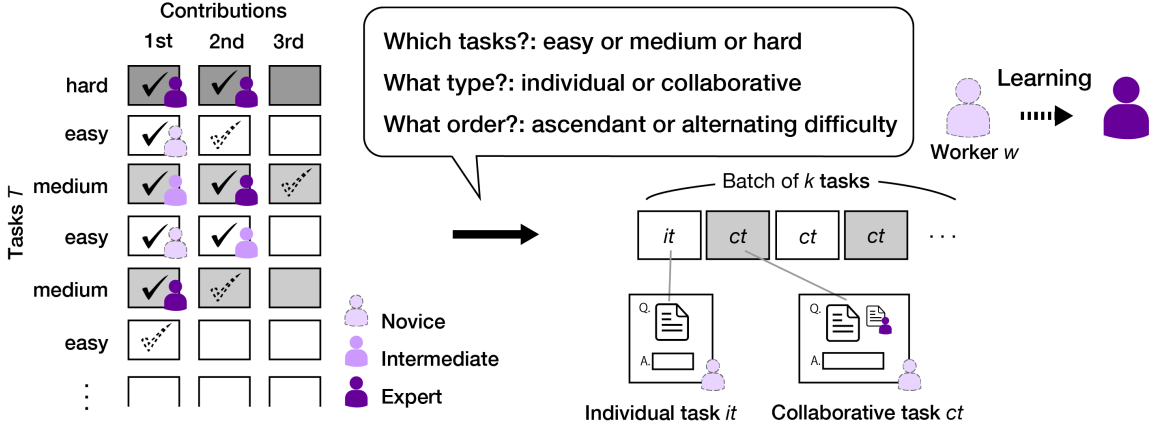 Contributions
1st 2nd 3rd
Tasks T
hard
easy
medium
easy
medium
easy
Novice
Intermediate
Expert
Which tasks?: easy or medium or hard
What type?: individual or collaborative
What order?: ascendant or alternating difficulty
Learning
Worker w
Batch of k tasks
it ct ct ct ...
Q.
A.
Q.
A.
Individual task it
Collaborative task ct